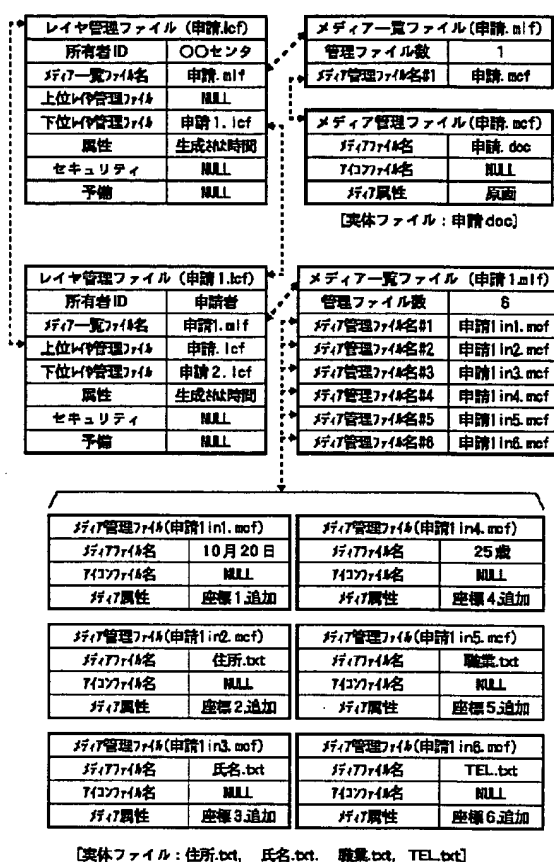 レイヤ管理ファイル(申請.lcf)
所有者ID 〇〇センタ
メディア一覧ファイル名 申請.mlf
上位レイヤ管理ファイル NULL
下位レイヤ管理ファイル 申請1.lcf
属性 生成された時間
セキュリティ NULL
予備 NULL
メディア一覧ファイル(申請.mlf)
管理ファイル数 1
メディア管理ファイル名#1 申請.mcf
メディア管理ファイル(申請.mcf)
メディアファイル名 申請.doc
アイコンファイル名 NULL
メディア属性 原画
[実体ファイル:申請doc]
レイヤ管理ファイル(申請1.lcf)
所有者ID 申請者
メディア一覧ファイル名 申請1.mlf
上位レイヤ管理ファイル 申請.lcf
下位レイヤ管理ファイル 申請2.lcf
属性 生成された時間
セキュリティ NULL
予備 NULL
メディア一覧ファイル(申請1.mlf)
管理ファイル数 6
メディア管理ファイル名#1 申請1in1.mcf
メディア管理ファイル名#2 申請1in2.mcf
メディア管理ファイル名#3 申請1in3.mcf
メディア管理ファイル名#4 申請1in4.mcf
メディア管理ファイル名#5 申請1in5.mcf
メディア管理ファイル名#6 申請1in6.mcf
メディア管理ファイル(申請1in1.mcf)
メディアファイル名 10月20日
アイコンファイル名 NULL
メディア属性 座標1,追加
メディア管理ファイル(申請1in2.mcf)
メディアファイル名 住所.txt
アイコンファイル名 NULL
メディア属性 座標2,追加
メディア管理ファイル(申請1in3.mcf)
メディアファイル名 氏名.txt
アイコンファイル名 NULL
メディア属性 座標3,追加
メディア管理ファイル(申請1in4.mcf)
メディアファイル名 25歳
アイコンファイル名 NULL
メディア属性 座標4,追加
メディア管理ファイル(申請1in5.mcf)
メディアファイル名 職業.txt
アイコンファイル名 NULL
メディア属性 座標5,追加
メディア管理ファイル(申請1in6.mcf)
メディアファイル名 TEL.txt
アイコンファイル名 NULL
メディア属性 座標6,追加
[実体ファイル:住所.txt, 氏名.txt, 職業.txt, TEL.txt]